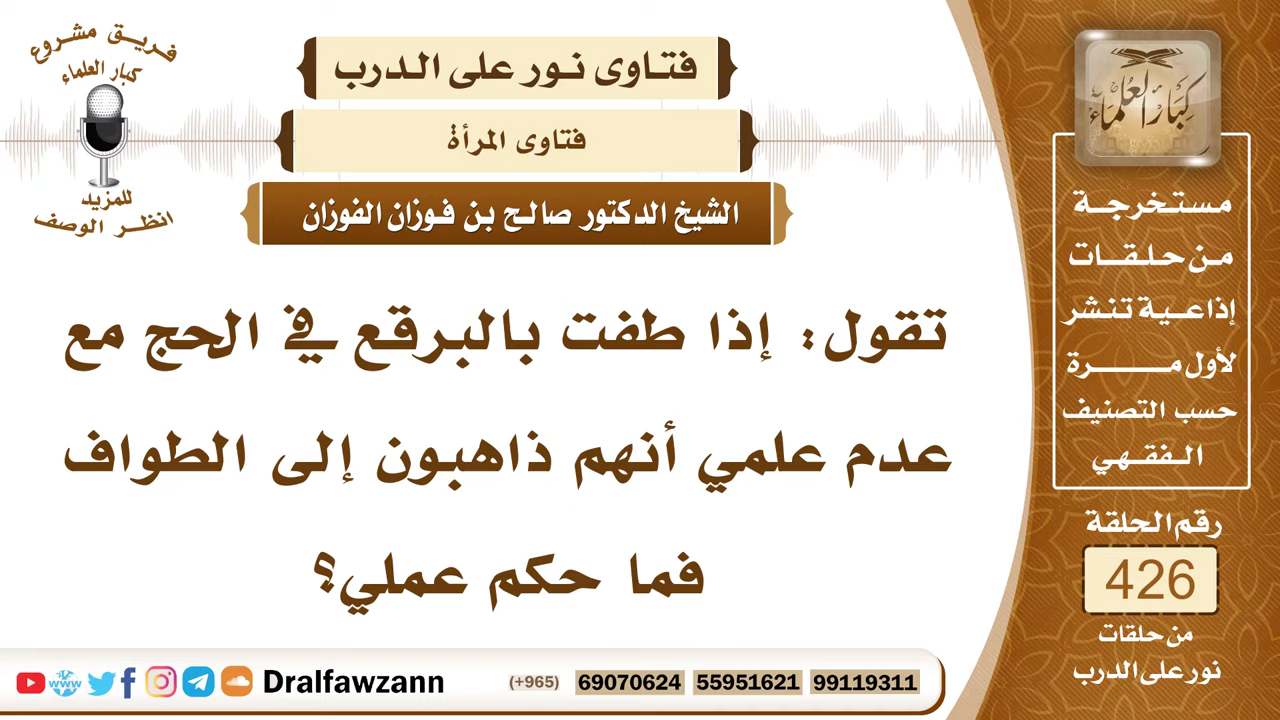 فريق مشروع
كبار العلماء
للمزيد
انظر الوصف
فتاوى نور على الدرب
فتاوى المرأة
الشيخ الدكتور صالح بن فوزان الفوزان
تقول: إذا طفت بالبرقع في الحج مع
عدم علمي أنهم ذاهبون إلى الطواف
فما حكم عملي؟
كبار العلماء
مستخرجة
من حلقات
إذاعية تنشر
لأول مرة
حسب التصنيف
الفقهي
رقم الحلقة
426
من حلقات
نور على الدرب
www Dralfawzann (+965) 69070624 55951621 99119311